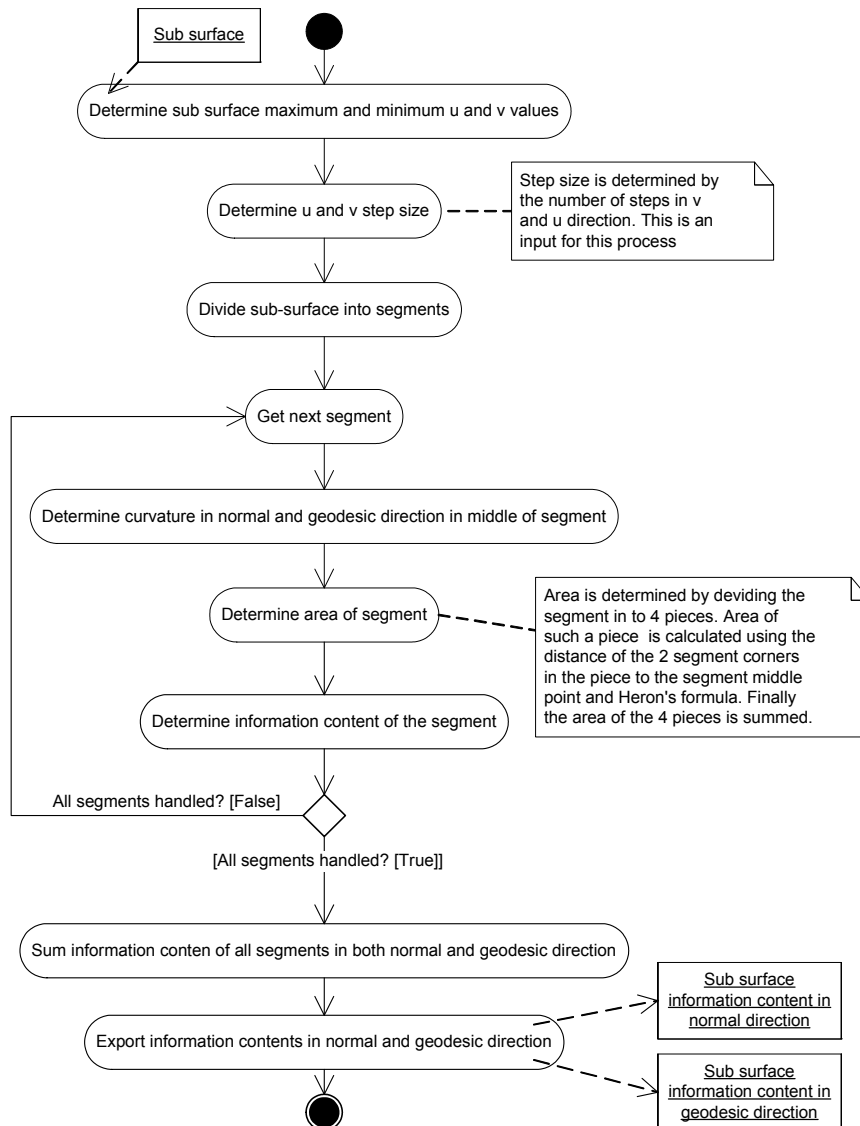 Sub surface
Determine sub surface maximum and minimum u and v values
Determine u and v step size
Step size is determined by
the number of steps in v
and u direction. This is an
input for this process
Divide sub-surface into segments
Get next segment
Determine curvature in normal and geodesic direction in middle of segment
Determine area of segment
Area is determined by deviding the
segment in to 4 pieces. Area of
such a piece is calculated using the
distance of the 2 segment corners
in the piece to the segment middle
point and Heron's formula. Finally
the area of the 4 pieces is summed.
Determine information content of the segment
All segments handled? [False]
[All segments handled? [True]]
Sum information conten of all segments in both normal and geodesic direction
Sub surface
information content in
normal direction
Export information contents in normal and geodesic direction
Sub surface
information content in
geodesic direction